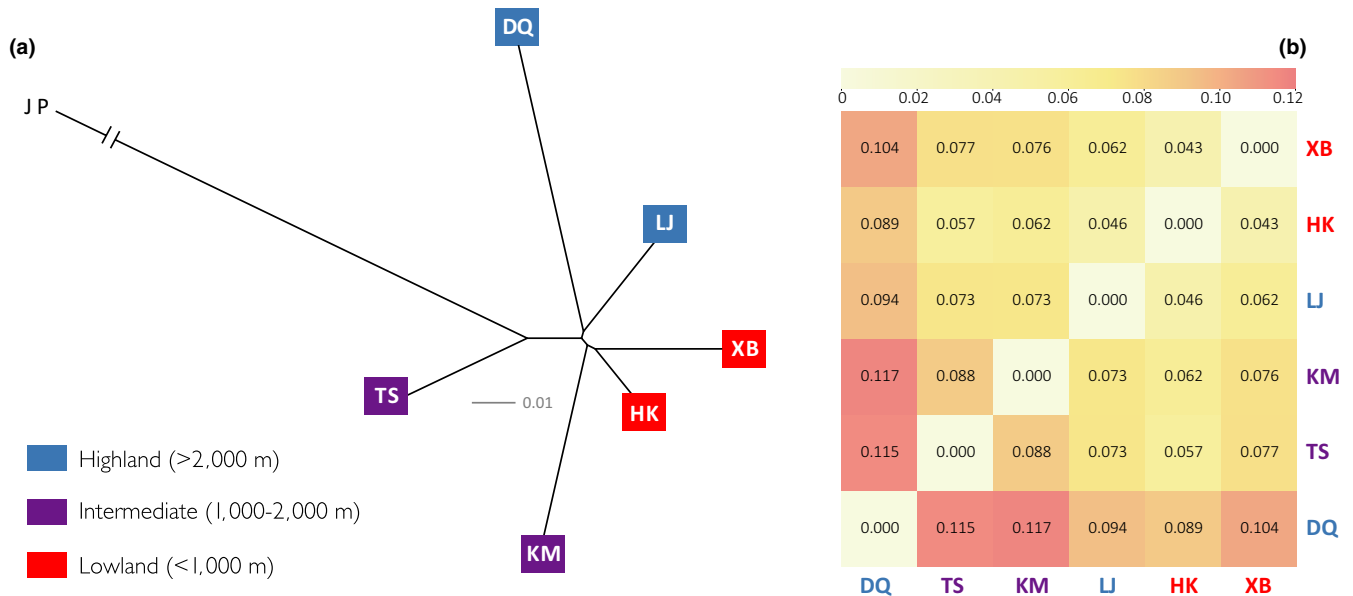 (a)
DQ
J P
LJ
XB
TS
0.01
HK
KM
Highland (>2,000 m)
Intermediate (1,000-2,000 m)
Lowland (<1,000 m)
(b)
0 0.02 0.04 0.06 0.08 0.10 0.12
0.104 0.077 0.076 0.062 0.043 0.000 XB
0.089 0.057 0.062 0.046 0.000 0.043 HK
0.094 0.073 0.073 0.000 0.046 0.062 LJ
0.117 0.088 0.000 0.073 0.062 0.076 KM
0.115 0.000 0.088 0.073 0.057 0.077 TS
0.000 0.115 0.117 0.094 0.089 0.104 DQ
DQ TS KM LJ HK XB